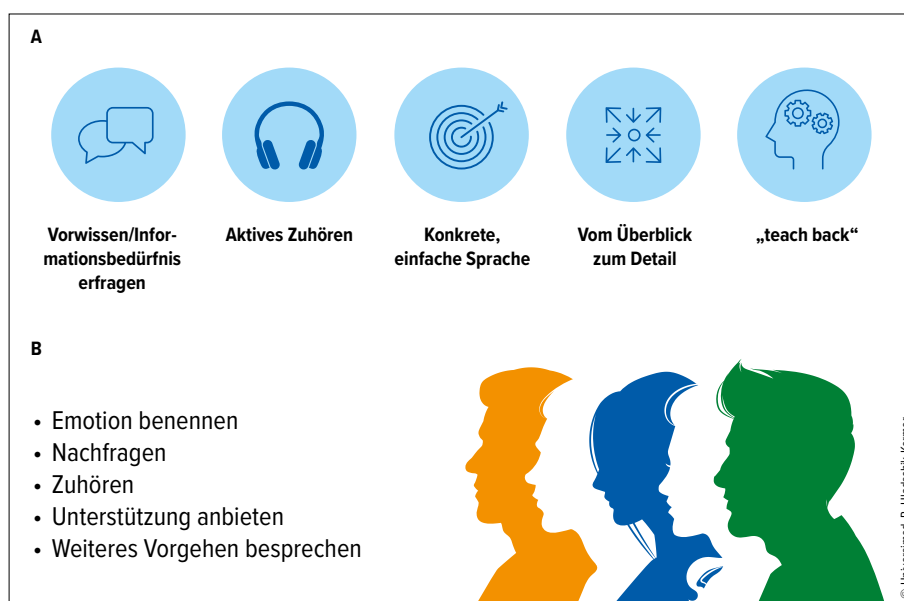 A
Vorwissen/Infor-
mationsbedürfnis
erfragen
Aktives Zuhören
Konkrete,
einfache Sprache
Vom Überblick
zum Detail
„teach back“
B
• Emotion benennen
• Nachfragen
• Zuhören
• Unterstützung anbieten
• Weiteres Vorgehen besprechen